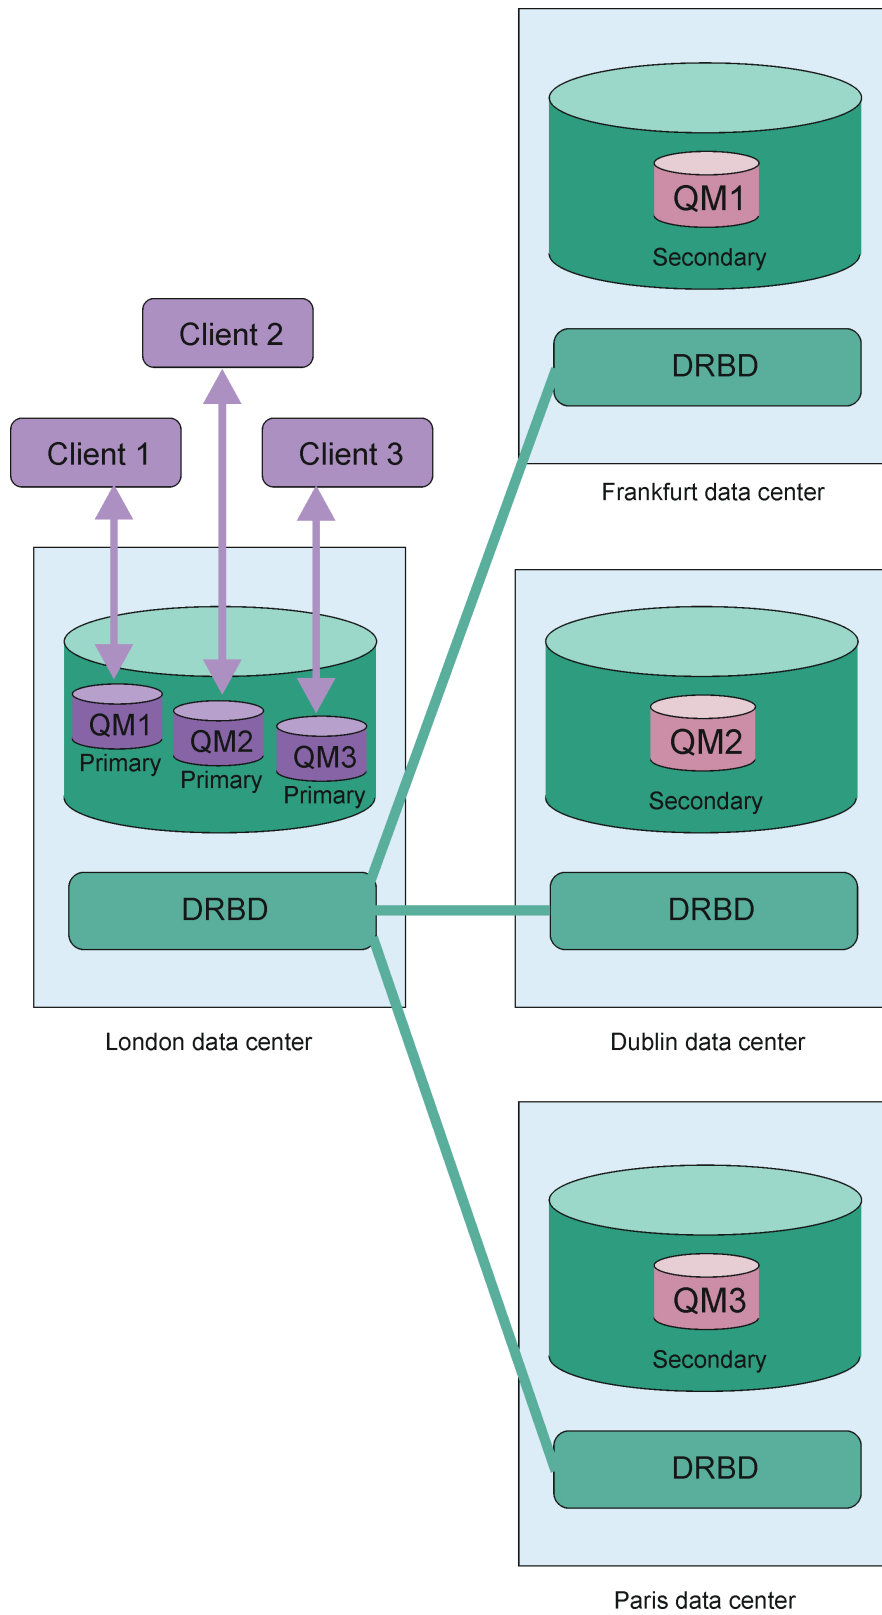 QM1
Secondary
DRBD
Frankfurt data center
Client 2
Client 1
Client 3
QM1
Primary
QM2
Primary
QM3
Primary
DRBD
London data center
QM2
Secondary
DRBD
Dublin data center
QM3
Secondary
DRBD
Paris data center